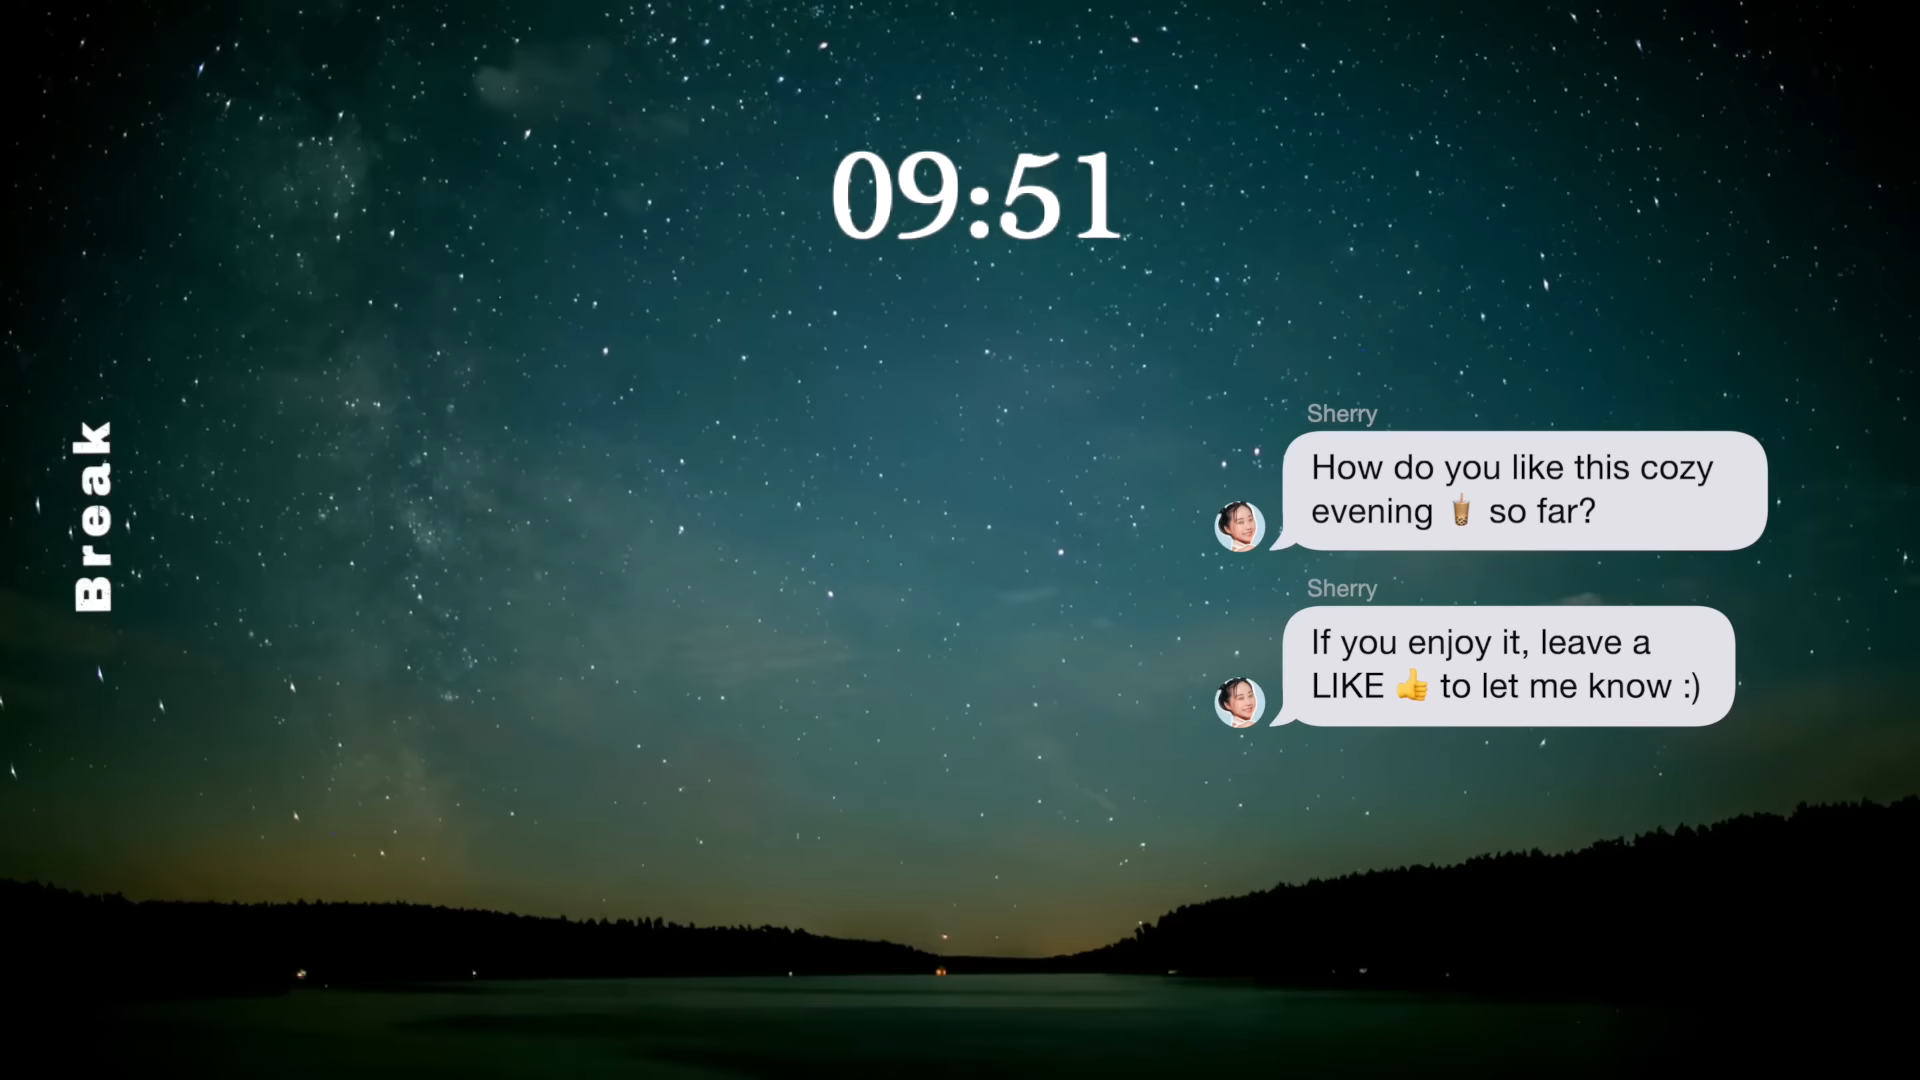 09:51
Break
Sherry
How do you like this cozy
evening 🧋 so far?
Sherry
If you enjoy it, leave a
LIKE 👍 to let me know :)